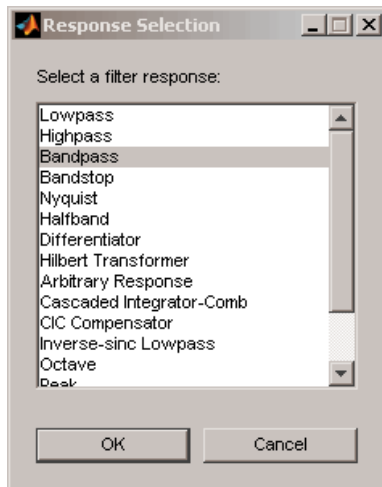 Response Selection
Select a filter response:
Lowpass
Highpass
Bandpass
Bandstop
Nyquist
Halfband
Differentiator
Hilbert Transformer
Arbitrary Response
Cascaded Integrator-Comb
CIC Compensator
Inverse-sinc Lowpass
Octave
Peak
OK Cancel